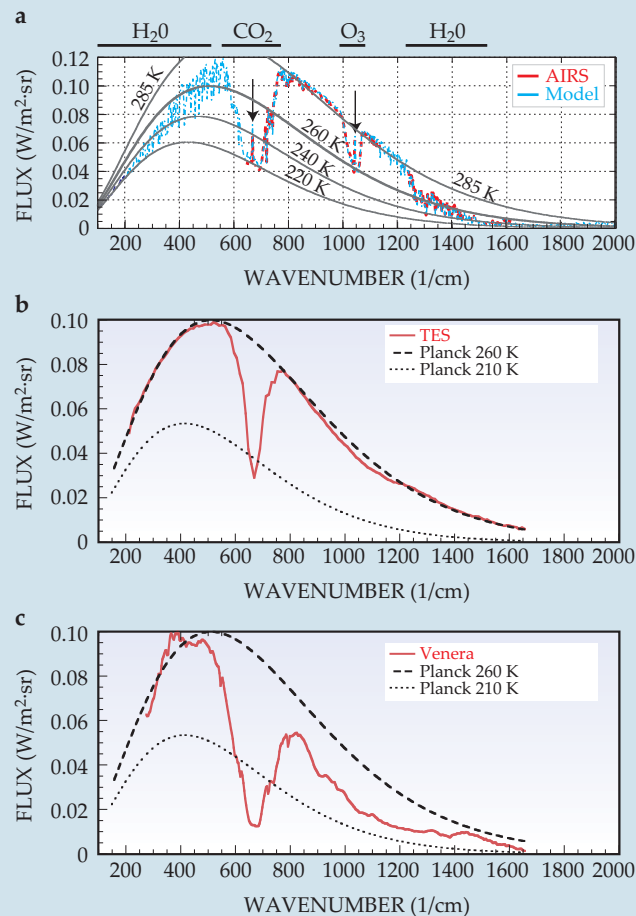 a
H₂0 CO₂ O₃ H₂0
0.12
0.10
0.08
0.06
0.04
0.02
0
FLUX (W/m²·sr)
285 K
260 K
240 K
220 K
285 K
AIRS
Model
200 400 600 800 1000 1200 1400 1600 1800 2000
WAVENUMBER (1/cm)
b
0.10
0.08
0.06
0.04
0.02
0
FLUX (W/m²·sr)
TES
Planck 260 K
Planck 210 K
200 400 600 800 1000 1200 1400 1600 1800 2000
WAVENUMBER (1/cm)
c
0.10
0.08
0.06
0.04
0.02
0
FLUX (W/m²·sr)
Venera
Planck 260 K
Planck 210 K
200 400 600 800 1000 1200 1400 1600 1800 2000
WAVENUMBER (1/cm)